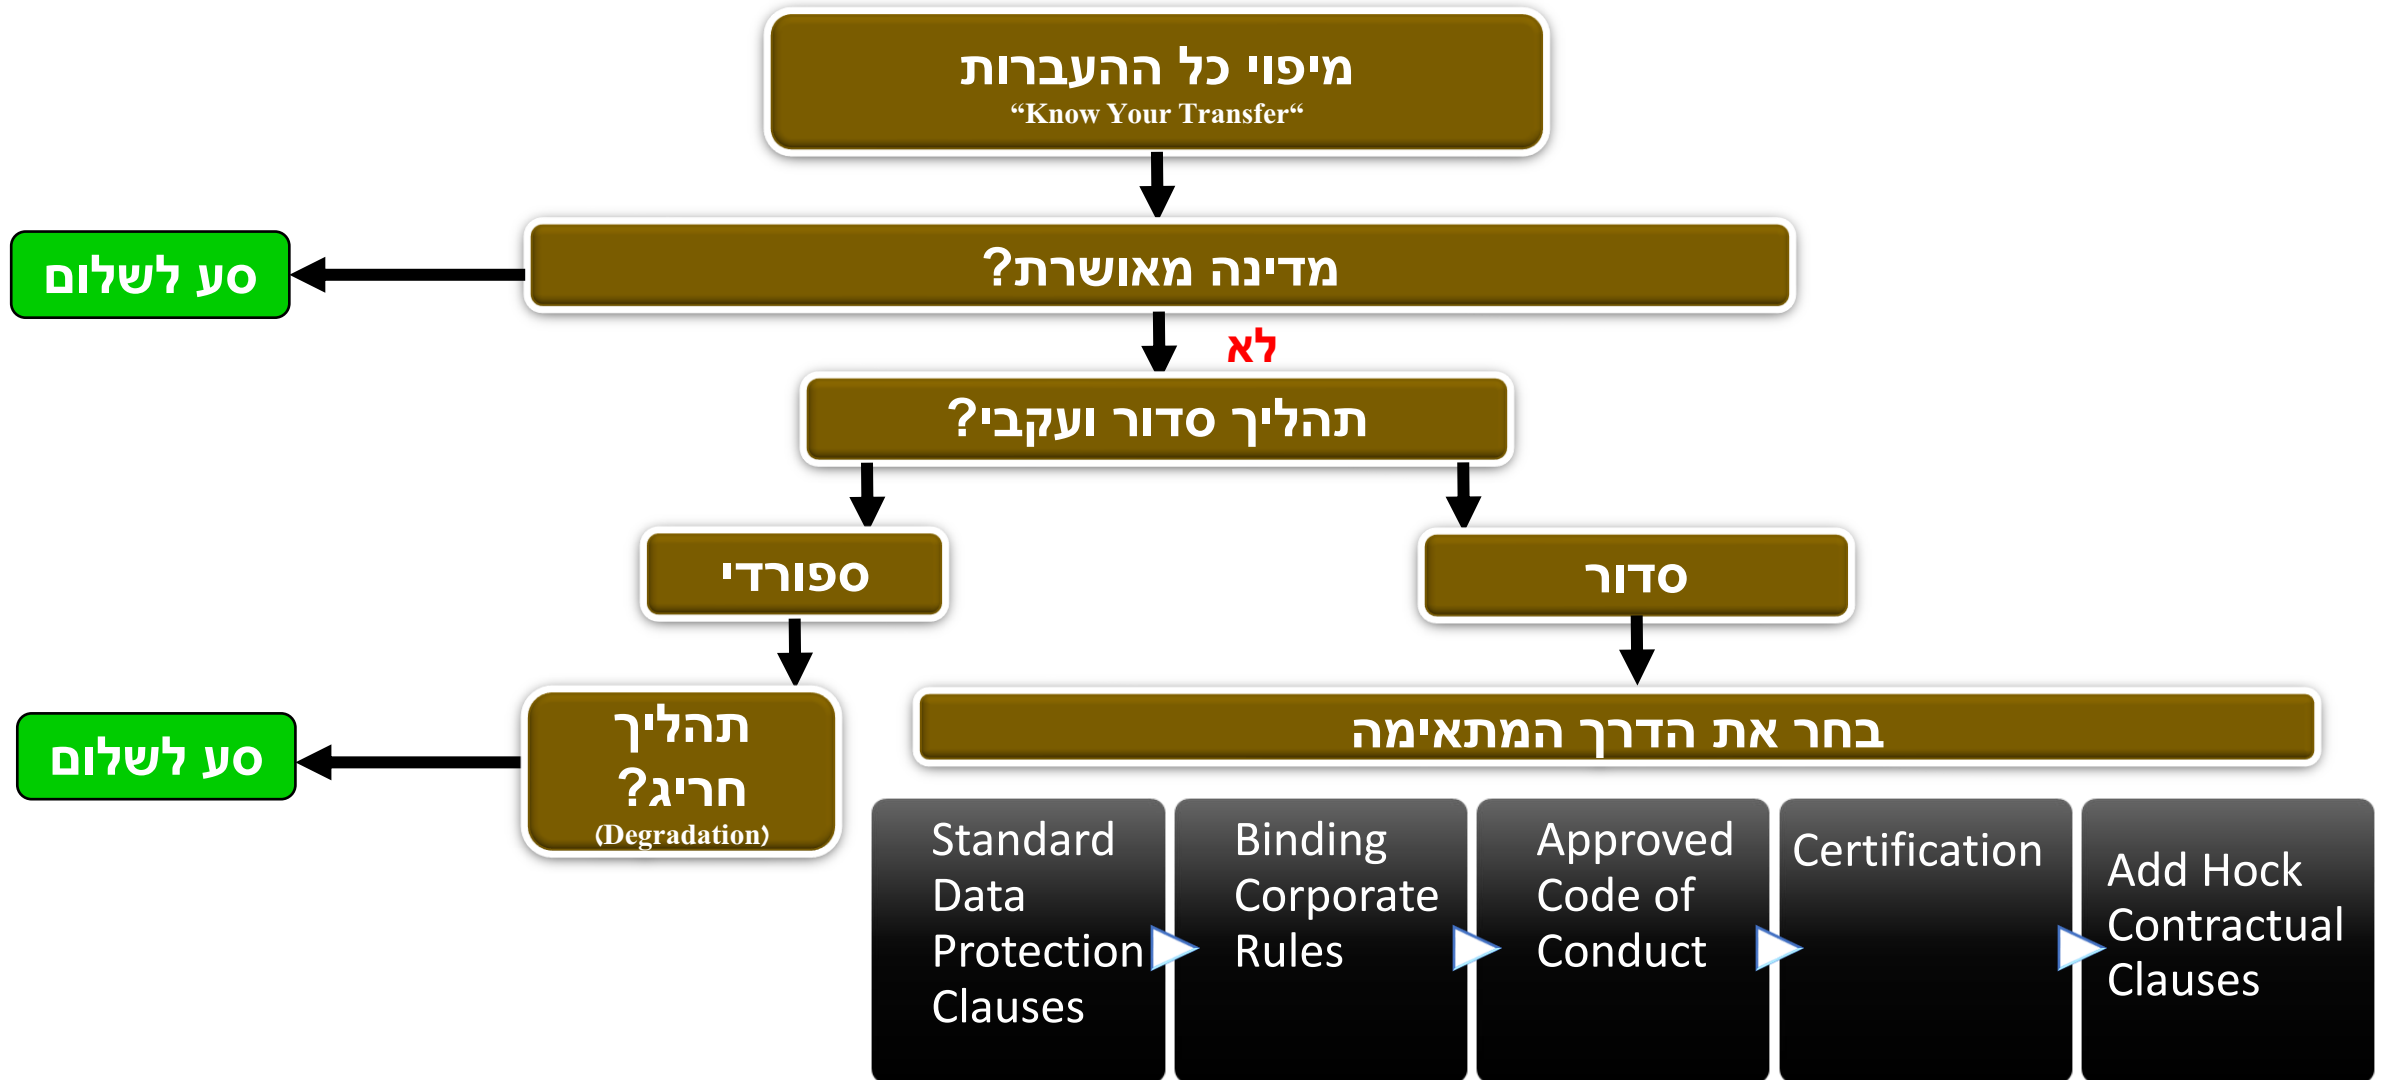 מיפוי כל ההעברות
“Know Your Transfer“
מדינה מאושרת?
סע לשלום
לא
תהליך סדור ועקבי?
סדור
ספורדי
בחר את הדרך המתאימה
תהליך
חריג?
(Degradation)
סע לשלום
Standard
Data
Protection
Clauses
Binding
Corporate
Rules
Approved
Code of
Conduct
Certification
Add Hock
Contractual
Clauses